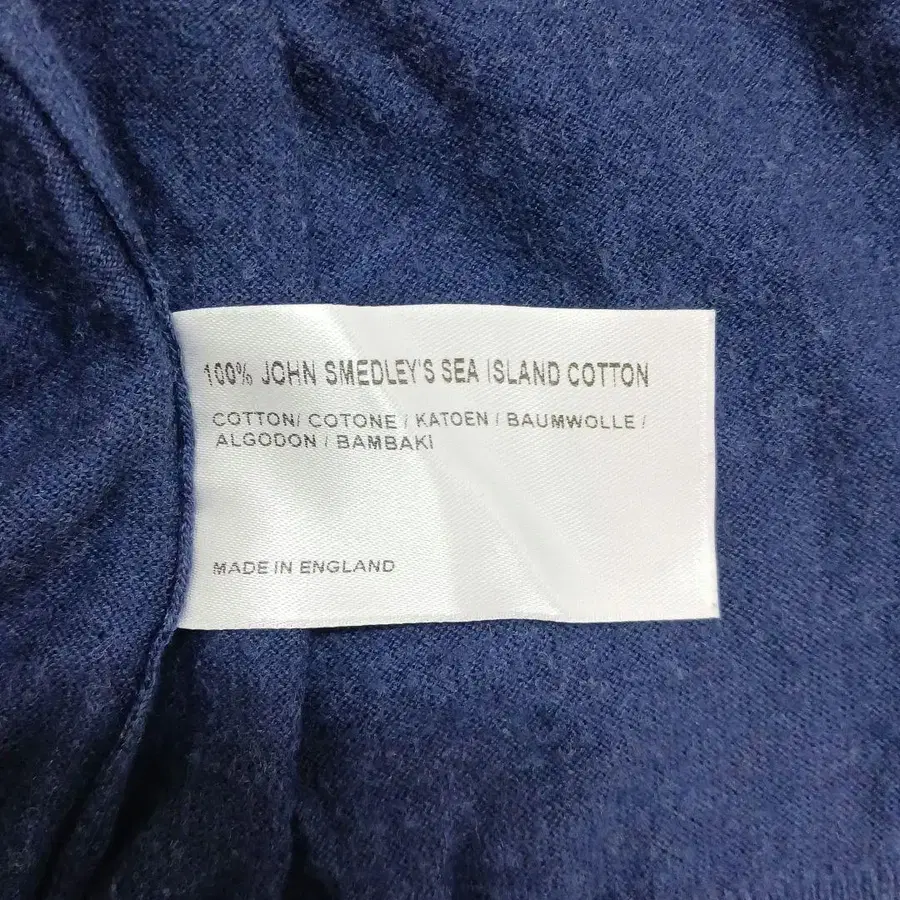 100% JOHN SMEDLEY'S SEA ISLAND COTTON
COTTON/ COTONE / KATOEN / BAUMWOLLE /
ALGODON / BAMBAKI
MADE IN ENGLAND